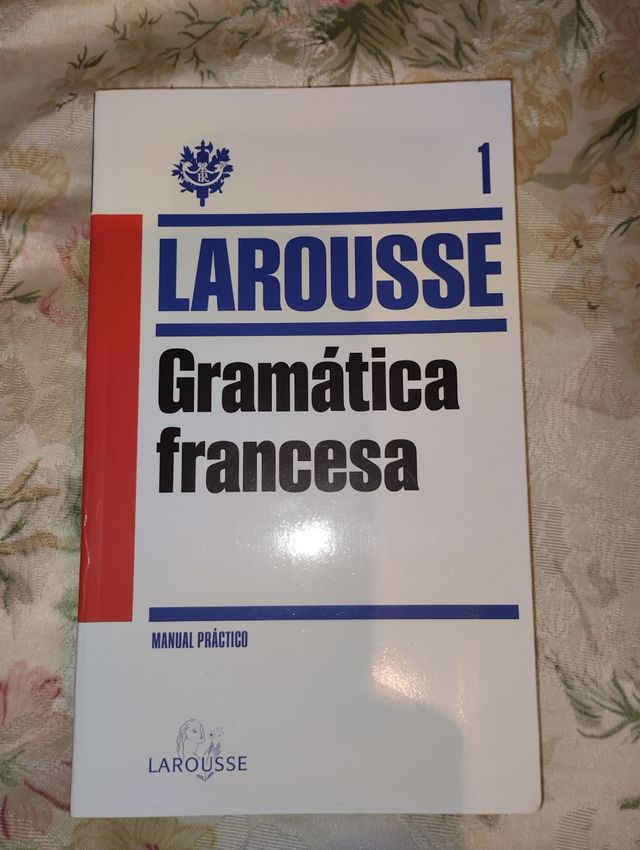 1
LAROUSSE
Gramática
francesa
MANUAL PRÁCTICO
LAROUSSE